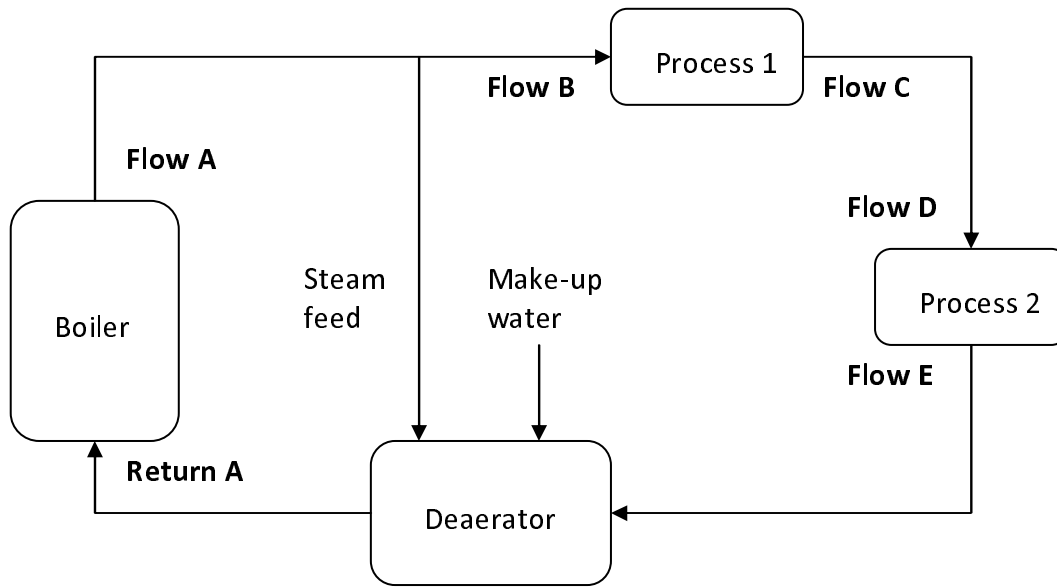 Process 1
Flow B
Flow C
Flow A
Flow D
Steam
feed
Make-up
water
Process 2
Boiler
Flow E
Return A
Deaerator